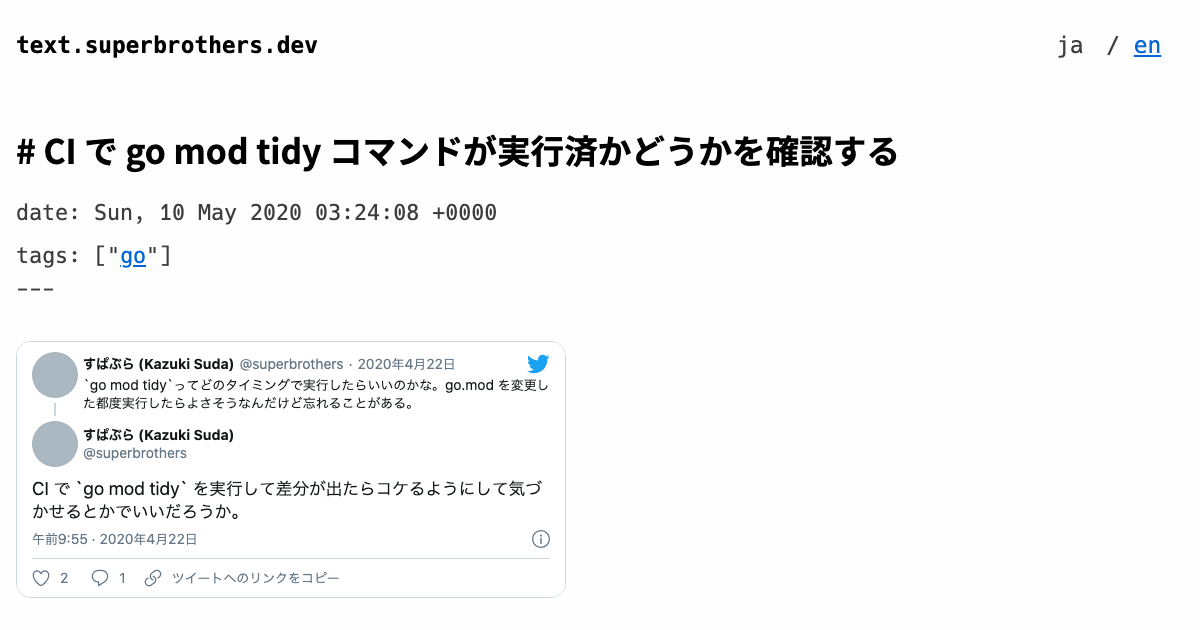 text.superbrothers.dev
ja / en
# CI で go mod tidy コマンドが実行済かどうかを確認する
date: Sun, 10 May 2020 03:24:08 +0000
tags: ["go"]
---
すぱぶら (Kazuki Suda) @superbrothers · 2020年4月22日
`go mod tidy`ってどのタイミングで実行したらいいのかな。go.mod を変更し
た都度実行したらよさそうなんだけど忘れることがある。
すぱぶら (Kazuki Suda)
@superbrothers
CI で `go mod tidy` を実行して差分が出たらコケるようにして気づ
かせるとかでいいだろうか。
午前9:55 · 2020年4月22日
2 1 ツイートへのリンクをコピー